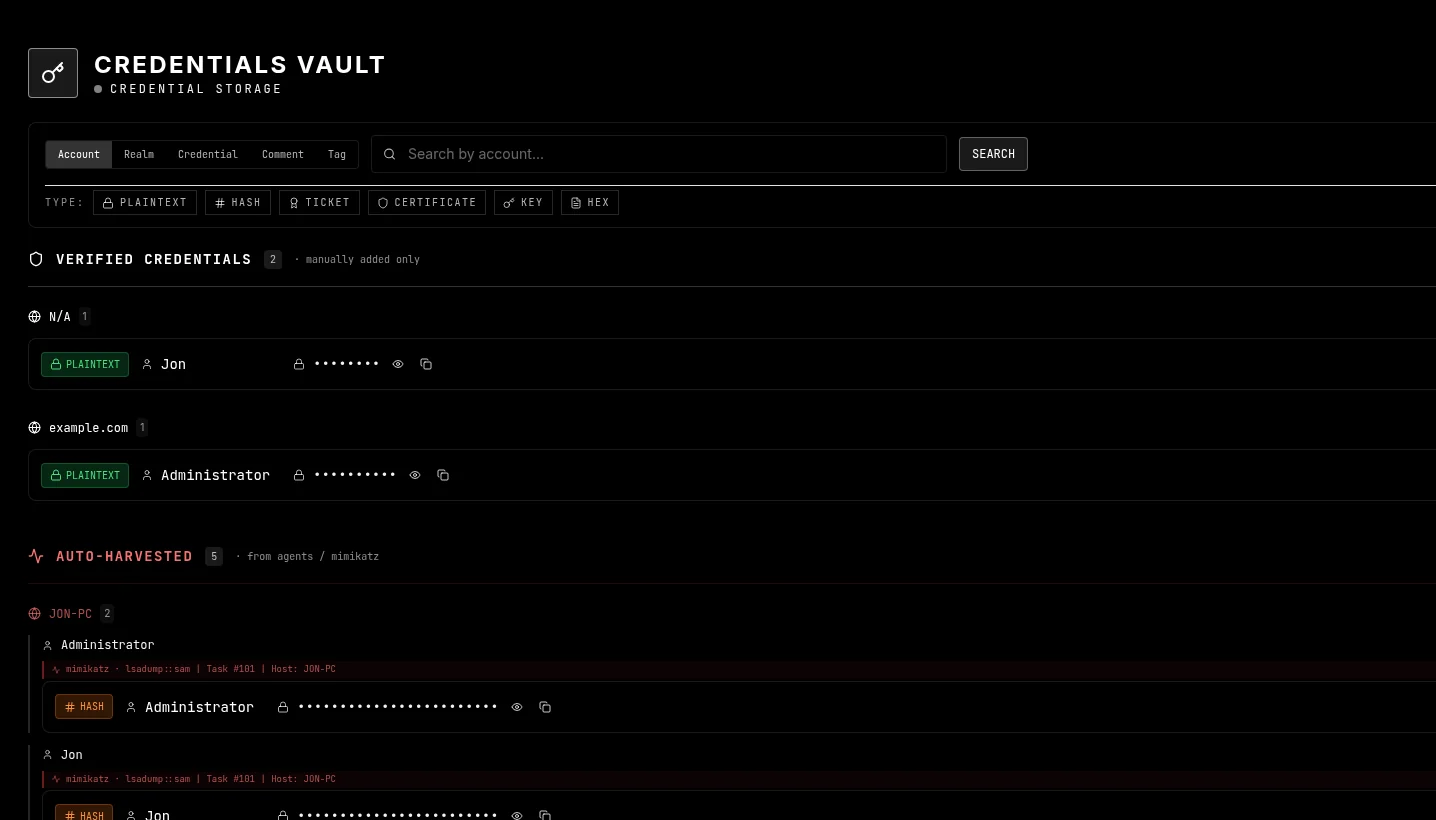 CREDENTIALS VAULT
CREDENTIAL STORAGE
Account Realm Credential Comment Tag Search by account... SEARCH
TYPE: PLAINTEXT HASH TICKET CERTIFICATE KEY HEX
VERIFIED CREDENTIALS 2 · manually added only
N/A 1
PLAINTEXT Jon ••••••••
example.com 1
PLAINTEXT Administrator ••••••••••
AUTO-HARVESTED 5 · from agents / mimikatz
JON-PC 2
Administrator
mimikatz · lsadump::sam | Task #101 | Host: JON-PC
HASH Administrator ••••••••••••••••••••••••
Jon
mimikatz · lsadump::sam | Task #101 | Host: JON-PC
HASH Jon ••••••••••••••••••••••••